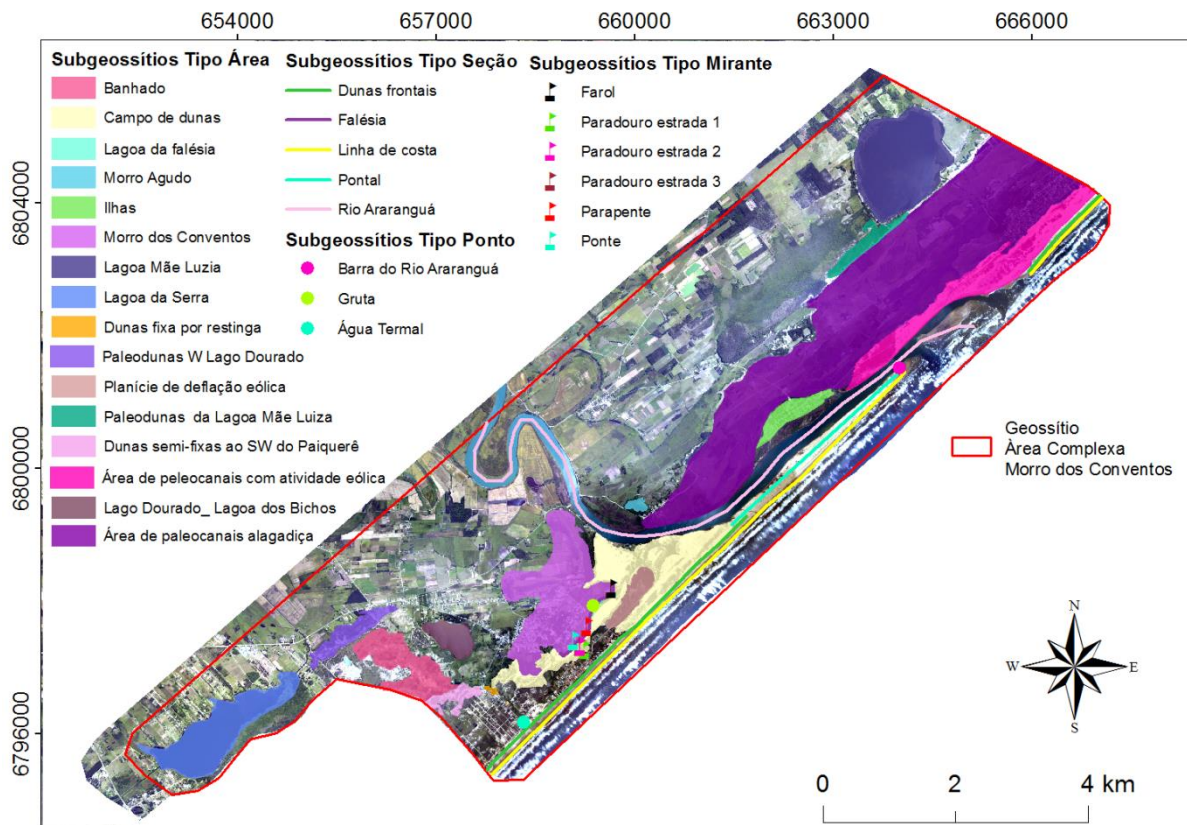 654000 657000 660000 663000 666000
Subgeossítios Tipo Área
Banhado
Campo de dunas
Lagoa da falésia
Morro Agudo
Ilhas
Morro dos Conventos
Lagoa Mãe Luzia
Lagoa da Serra
Dunas fixa por restinga
Paleodunas W Lago Dourado
Planície de deflação eólica
Paleodunas da Lagoa Mãe Luiza
Dunas semi-fixas ao SW do Paiquerê
Área de peleocanais com atividade eólica
Lago Dourado_ Lagoa dos Bichos
Área de paleocanais alagadiça
Subgeossítios Tipo Seção
Dunas frontais
Falésia
Linha de costa
Pontal
Rio Araranguá
Subgeossítios Tipo Ponto
Barra do Rio Araranguá
Gruta
Água Termal
Subgeossítios Tipo Mirante
Farol
Paradouro estrada 1
Paradouro estrada 2
Paradouro estrada 3
Parapente
Ponte
6804000
6800000
6796000
Geossítio
Àrea Complexa
Morro dos Conventos
N
W E
S
0 2 4 km